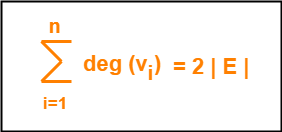 n
∑ deg (vᵢ) = 2 | E |
i=1